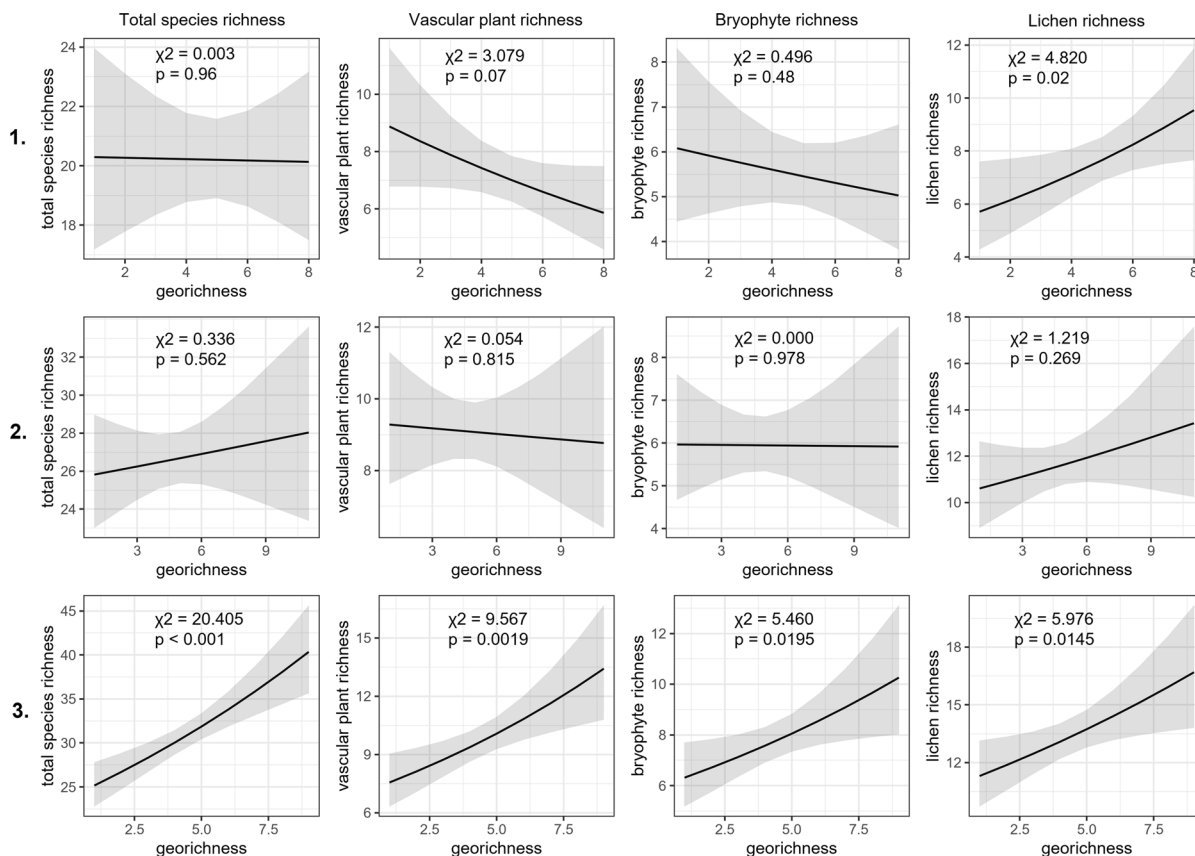 Total species richness
Vascular plant richness
Bryophyte richness
Lichen richness
1.
total species richness
24
22
20
18
χ2 = 0.003
p = 0.96
2
4
6
8
georichness
vascular plant richness
10
8
6
χ2 = 3.079
p = 0.07
2
4
6
8
georichness
bryophyte richness
8
7
6
5
4
χ2 = 0.496
p = 0.48
2
4
6
8
georichness
lichen richness
12
10
8
6
4
χ2 = 4.820
p = 0.02
2
4
6
8
georichness
2.
total species richness
32
30
28
26
24
χ2 = 0.336
p = 0.562
3
6
9
georichness
vascular plant richness
12
10
8
χ2 = 0.054
p = 0.815
3
6
9
georichness
bryophyte richness
8
7
6
5
4
χ2 = 0.000
p = 0.978
3
6
9
georichness
lichen richness
18
16
14
12
10
χ2 = 1.219
p = 0.269
3
6
9
georichness
3.
total species richness
45
40
35
30
25
χ2 = 20.405
p < 0.001
2.5
5.0
7.5
georichness
vascular plant richness
15
12
9
6
χ2 = 9.567
p = 0.0019
2.5
5.0
7.5
georichness
bryophyte richness
12
10
8
6
χ2 = 5.460
p = 0.0195
2.5
5.0
7.5
georichness
lichen richness
18
15
12
χ2 = 5.976
p = 0.0145
2.5
5.0
7.5
georichness